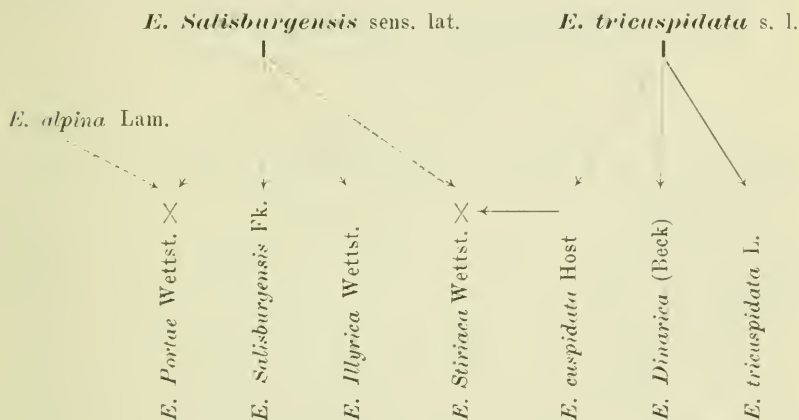 E. Salisburgensis sens. lat.
E. tricuspidata s. l.
E. alpina Lam.
E. Portae Wettst. X
E. Salisburgensis Fk.
E. Illyrica Wettst.
E. Stiriaca Wettst. X
E. cuspidata Host
E. Dinarica (Beck)
E. tricuspidata L.